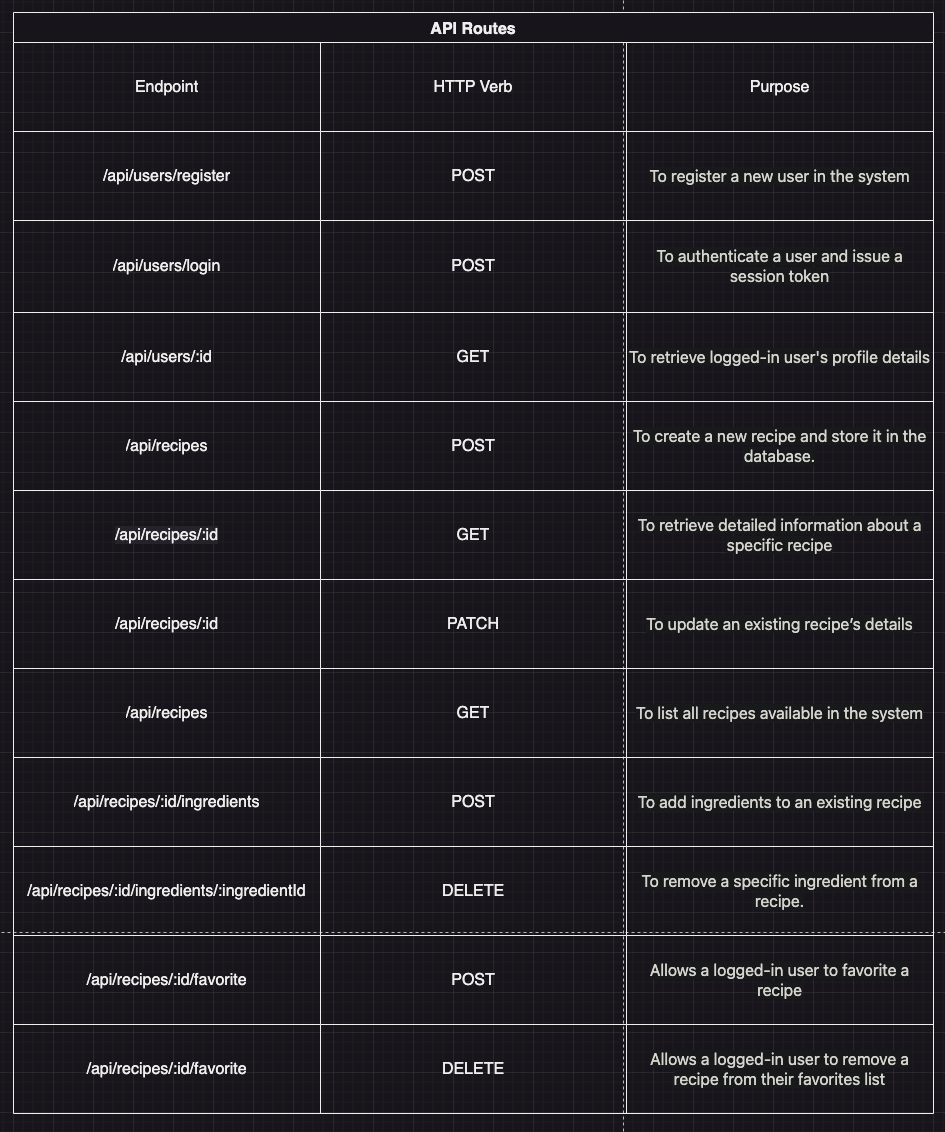 API Routes
Endpoint HTTP Verb Purpose
/api/users/register POST To register a new user in the system
/api/users/login POST To authenticate a user and issue a
session token
/api/users/:id GET To retrieve logged-in user's profile details
/api/recipes POST To create a new recipe and store it in the
database.
/api/recipes/:id GET To retrieve detailed information about a
specific recipe
/api/recipes/:id PATCH To update an existing recipe’s details
/api/recipes GET To list all recipes available in the system
/api/recipes/:id/ingredients POST To add ingredients to an existing recipe
/api/recipes/:id/ingredients/:ingredientId DELETE To remove a specific ingredient from a
recipe.
/api/recipes/:id/favorite POST Allows a logged-in user to favorite a
recipe
/api/recipes/:id/favorite DELETE Allows a logged-in user to remove a
recipe from their favorites list